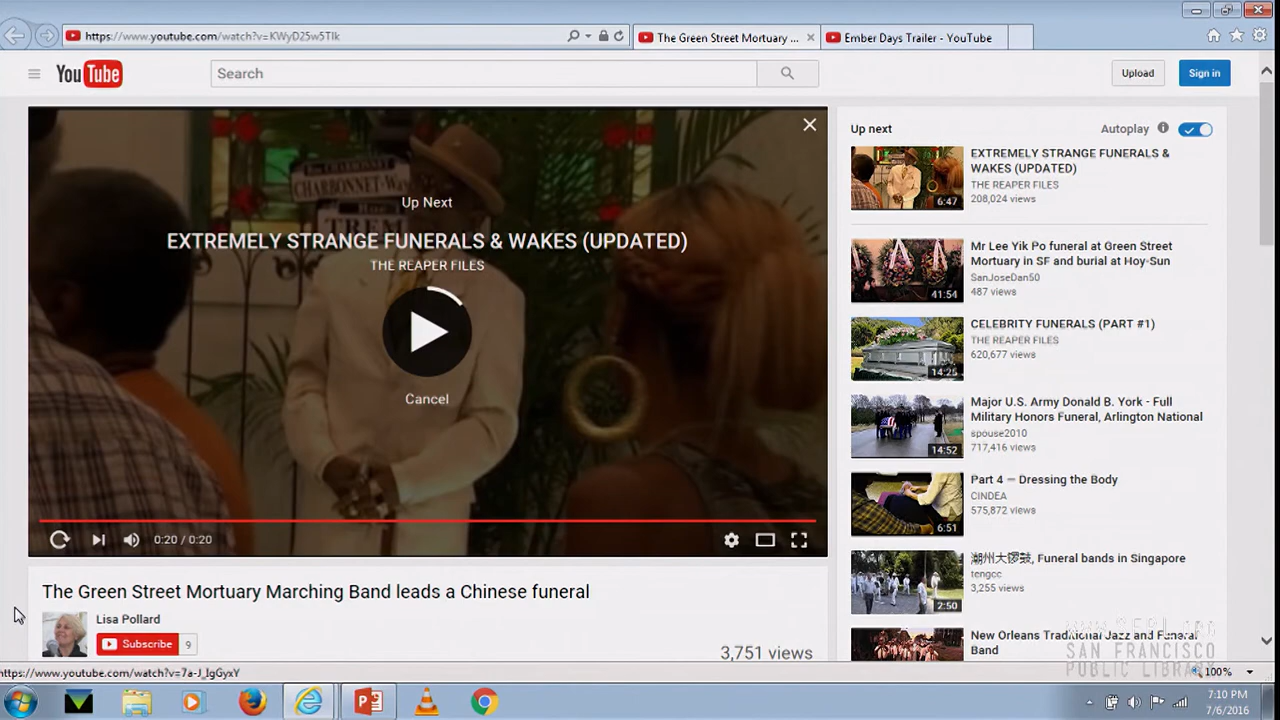 https://www.youtube.com/watch?v=KWyD25w5TIk
The Green Street Mortuary ...
Ember Days Trailer - YouTube
YouTube
Search
Upload
Sign in
CHARBONNET
Up Next
EXTREMELY STRANGE FUNERALS & WAKES (UPDATED)
THE REAPER FILES
Cancel
0:20 / 0:20
The Green Street Mortuary Marching Band leads a Chinese funeral
Lisa Pollard
Subscribe 9
3,751 views
Up next
Autoplay
EXTREMELY STRANGE FUNERALS &
WAKES (UPDATED)
THE REAPER FILES
208,024 views
6:47
Mr Lee Yik Po funeral at Green Street
Mortuary in SF and burial at Hoy-Sun
SanJoseDan50
487 views
41:54
CELEBRITY FUNERALS (PART #1)
THE REAPER FILES
620,677 views
14:25
Major U.S. Army Donald B. York - Full
Military Honors Funeral, Arlington National
spouse2010
717,416 views
14:52
Part 4 – Dressing the Body
CINDEA
575,872 views
6:51
潮州大锣鼓, Funeral bands in Singapore
tengcc
3,255 views
2:50
New Orleans Traditional Jazz and Funeral
Band
WWW.SFPL.org
SAN FRANCISCO
PUBLIC LIBRARY
https://www.youtube.com/watch?v=7a-J_JgGyxY
100%
7:10 PM
7/6/2016